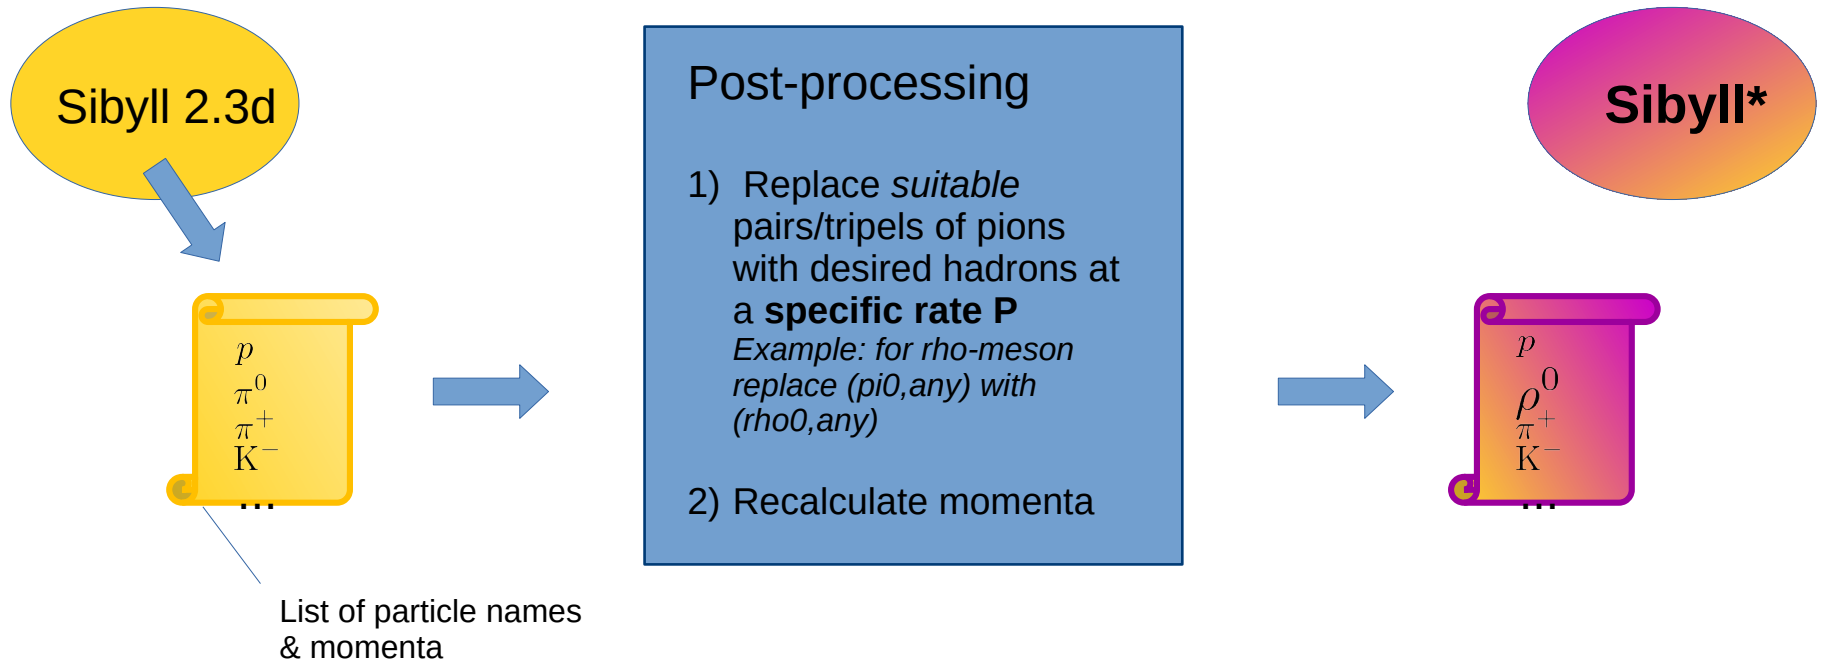 Sibyll 2.3d
p
π⁰
π⁺
K⁻
...
List of particle names
& momenta
Post-processing
1) Replace suitable
pairs/tripels of pions
with desired hadrons at
a specific rate P
Example: for rho-meson
replace (pi0,any) with
(rho0,any)
2) Recalculate momenta
Sibyll*
p
ρ⁰
π⁺
K⁻
...